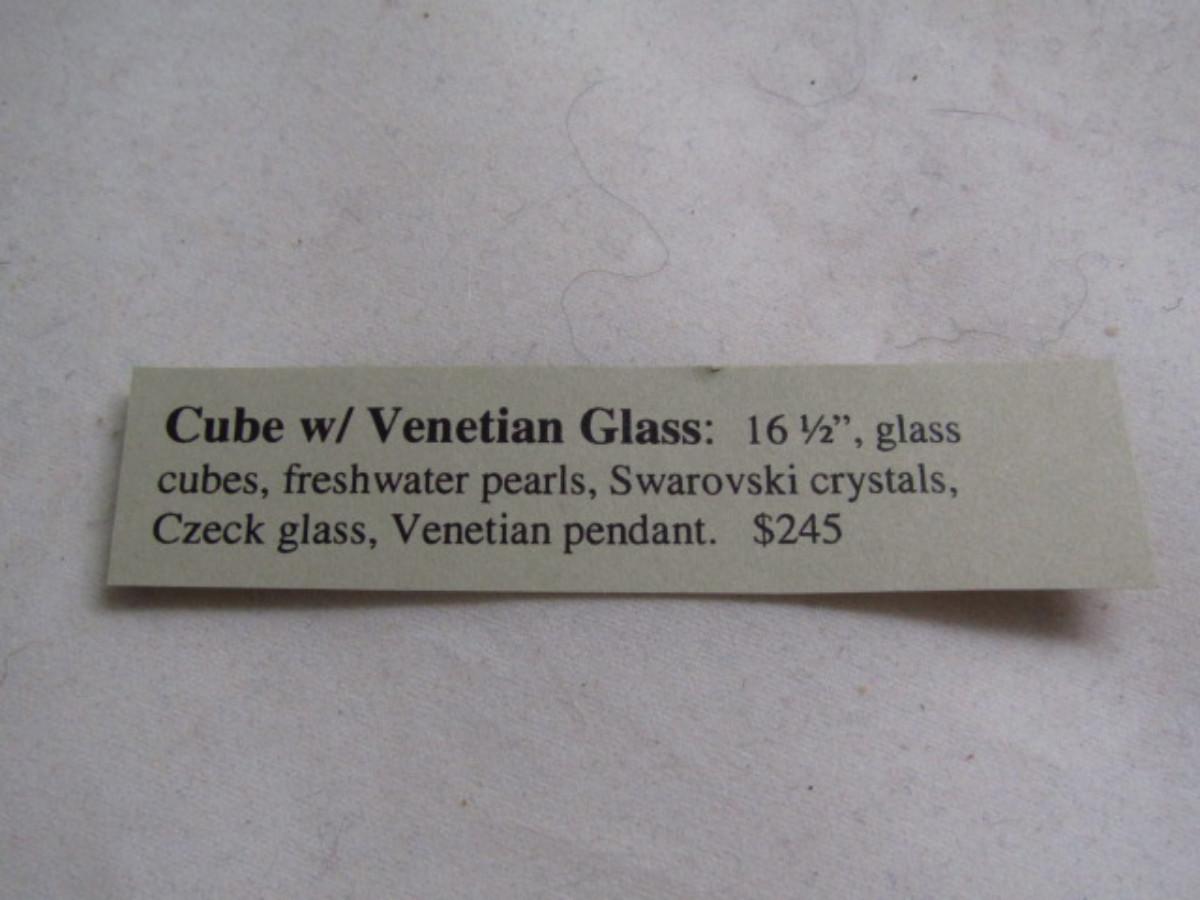 Cube w/ Venetian Glass: 16 ½”, glass
cubes, freshwater pearls, Swarovski crystals,
Czeck glass, Venetian pendant. $245